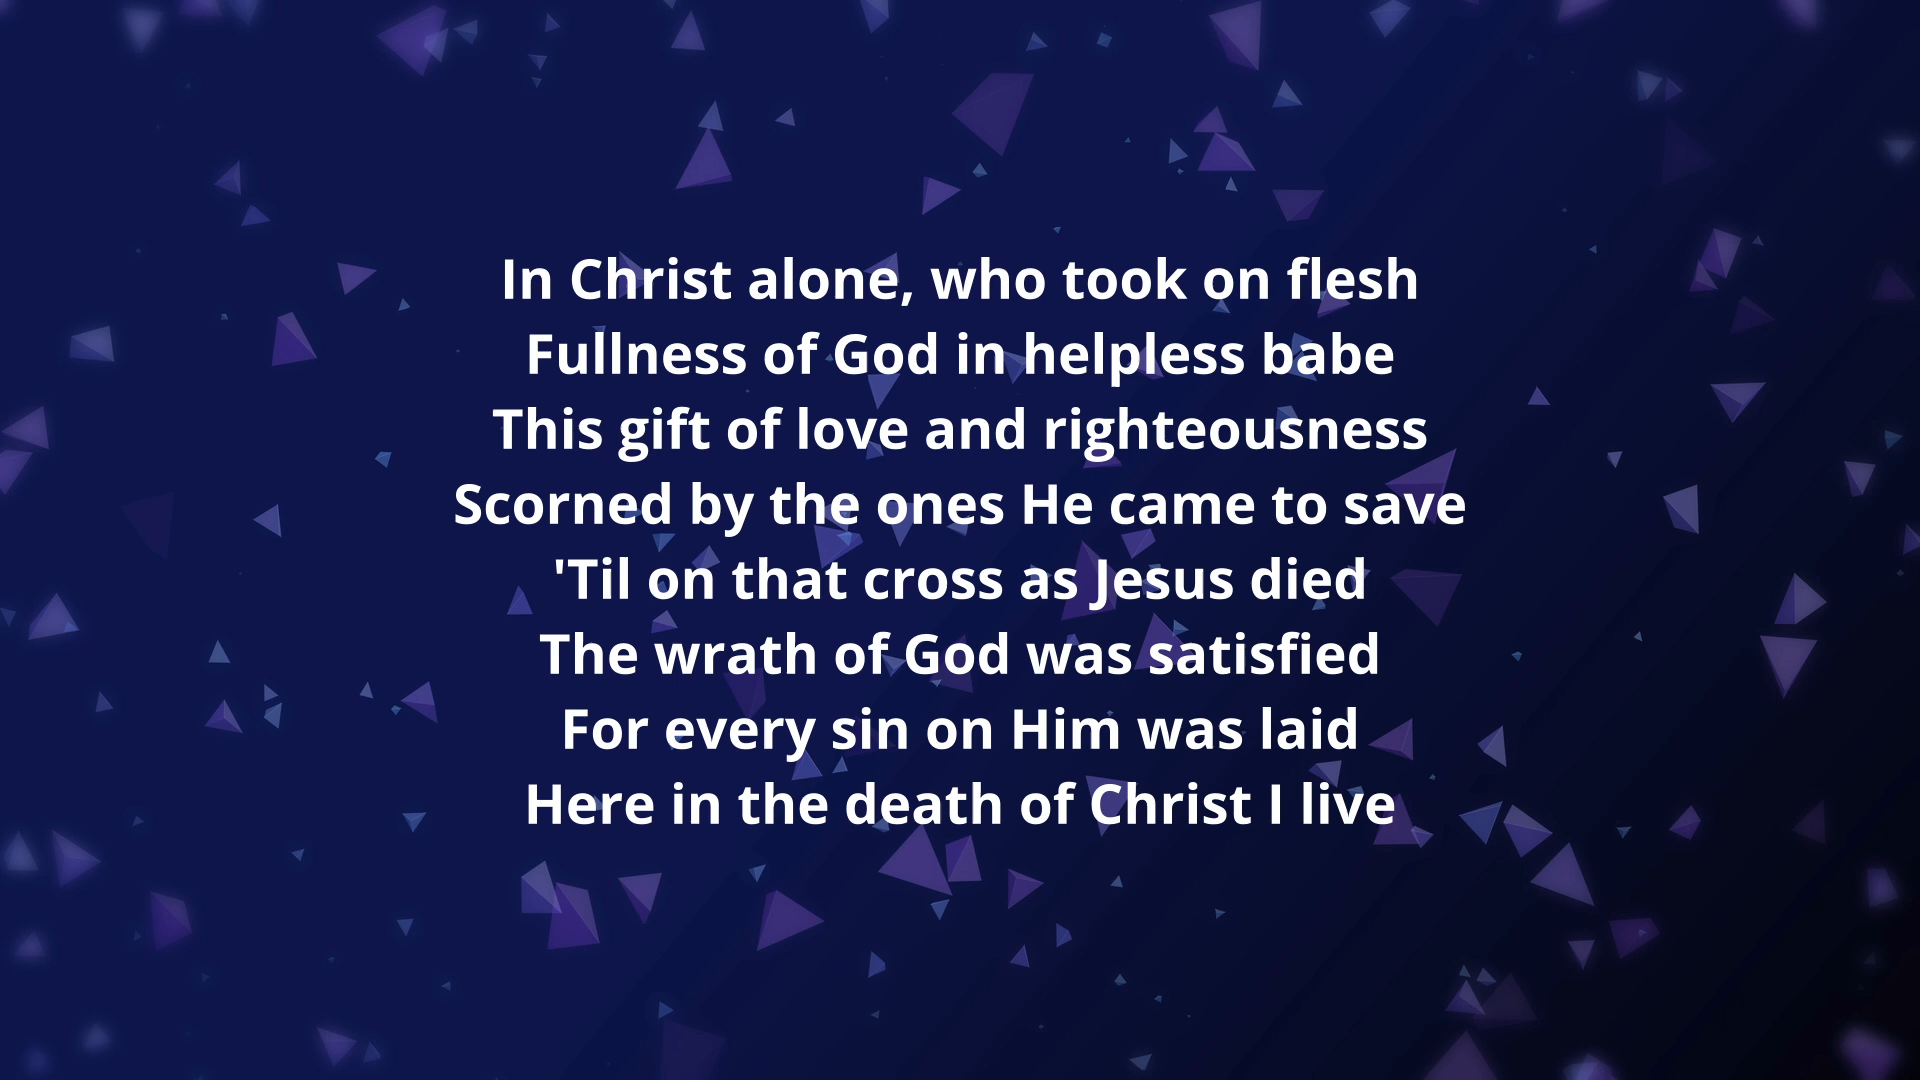 In Christ alone, who took on flesh
Fullness of God in helpless babe
This gift of love and righteousness
Scorned by the ones He came to save
'Til on that cross as Jesus died
The wrath of God was satisfied
For every sin on Him was laid
Here in the death of Christ I live